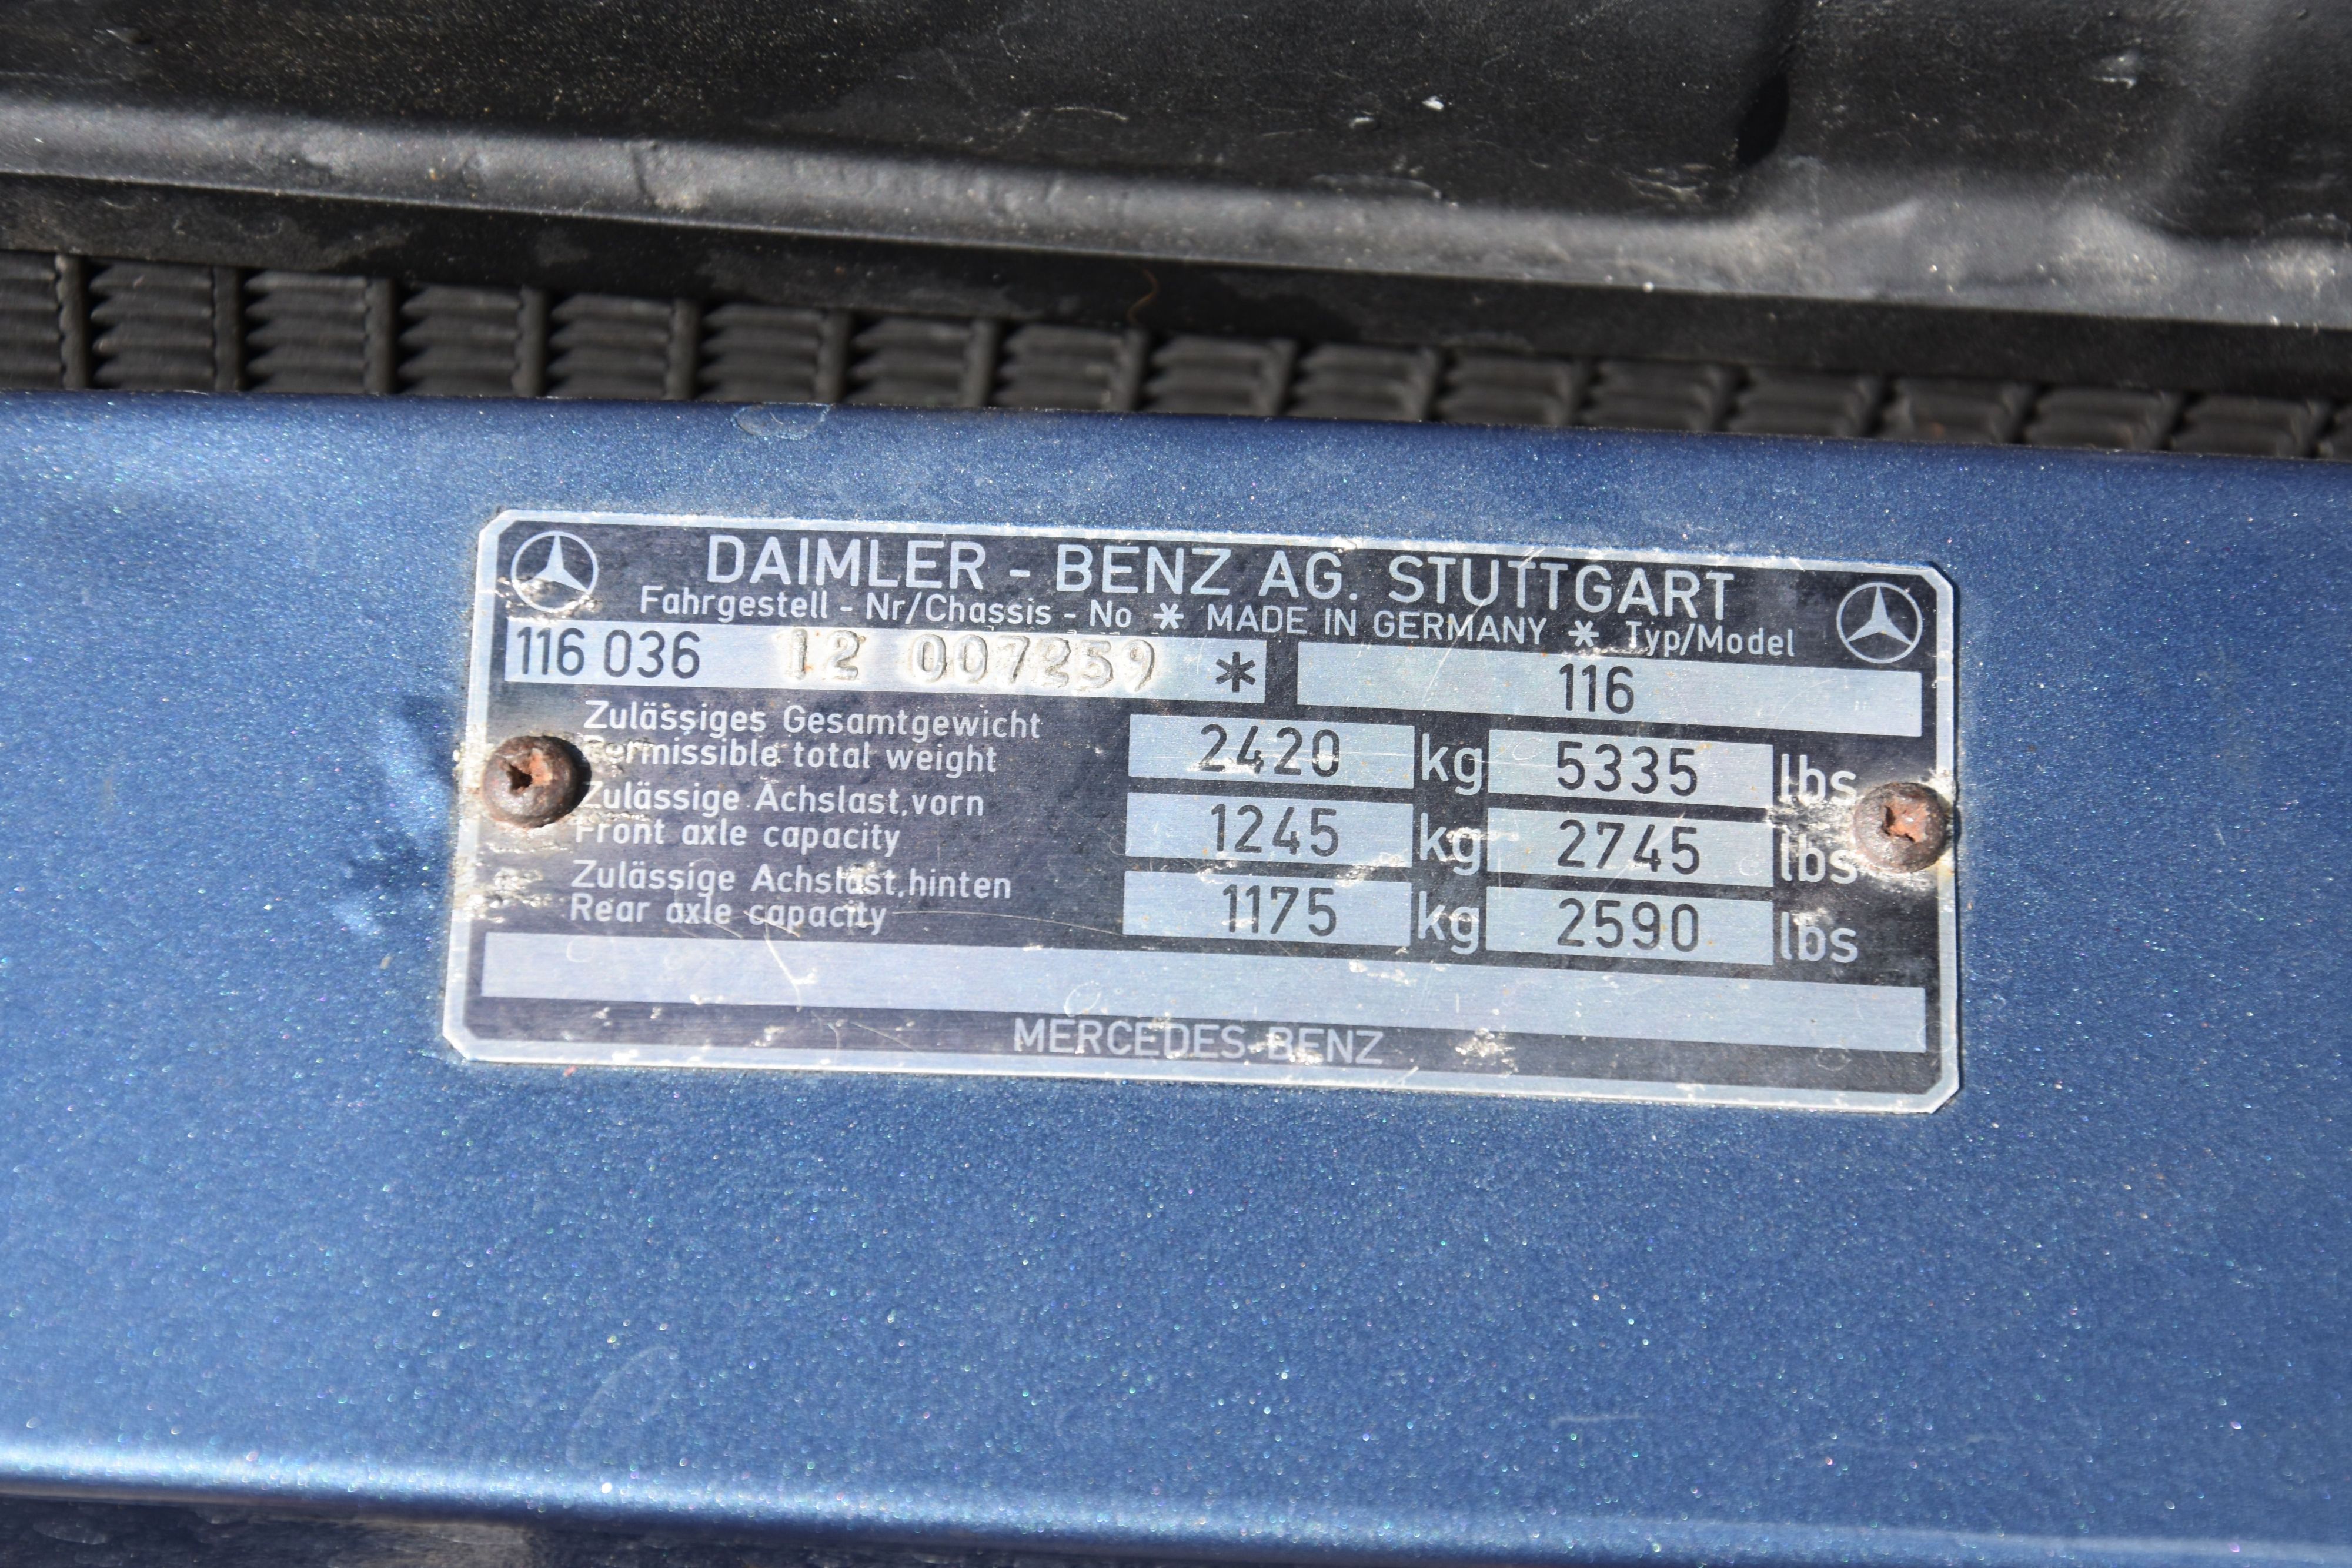 DAIMLER - BENZ AG. STUTTGART
Fahrgestell - Nr/Chassis - No * MADE IN GERMANY * Typ/Model
116 036 12 007259 * 116
Zulässiges Gesamtgewicht
Permissible total weight 2420 kg 5335 lbs
Zulässige Achslast,vorn
Front axle capacity 1245 kg 2745 lbs
Zulässige Achslast,hinten
Rear axle capacity 1175 kg 2590 lbs
MERCEDES-BENZ